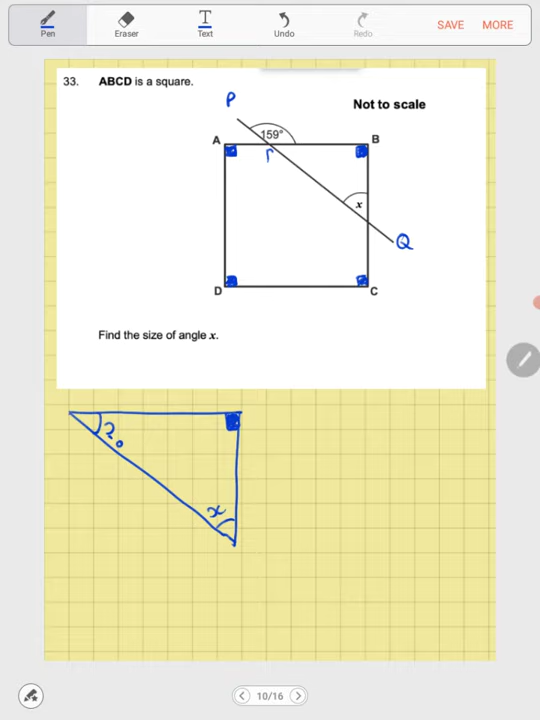 Pen Eraser Text Undo Redo SAVE MORE
33. ABCD is a square.
P
Not to scale
159°
A B
r
x
Q
D C
Find the size of angle x.
x
10/16